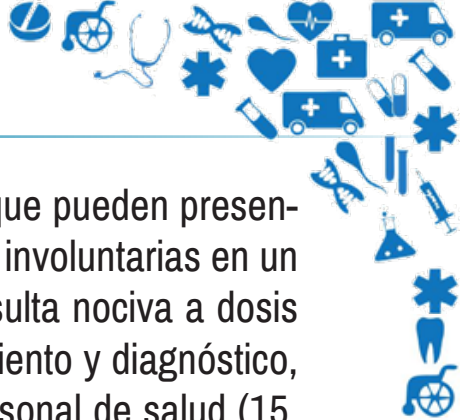 que pueden presen-
involuntarias en un
sulta nociva a dosis
iento y diagnóstico,
sonal de salud (15,